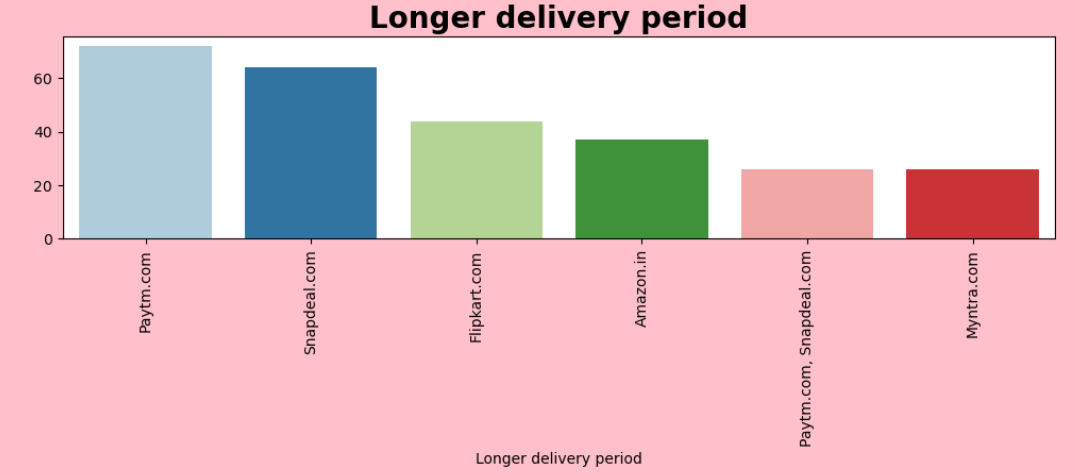 Longer delivery period
60
40
20
0
Paytm.com
Snapdeal.com
Flipkart.com
Amazon.in
Paytm.com, Snapdeal.com
Myntra.com
Longer delivery period